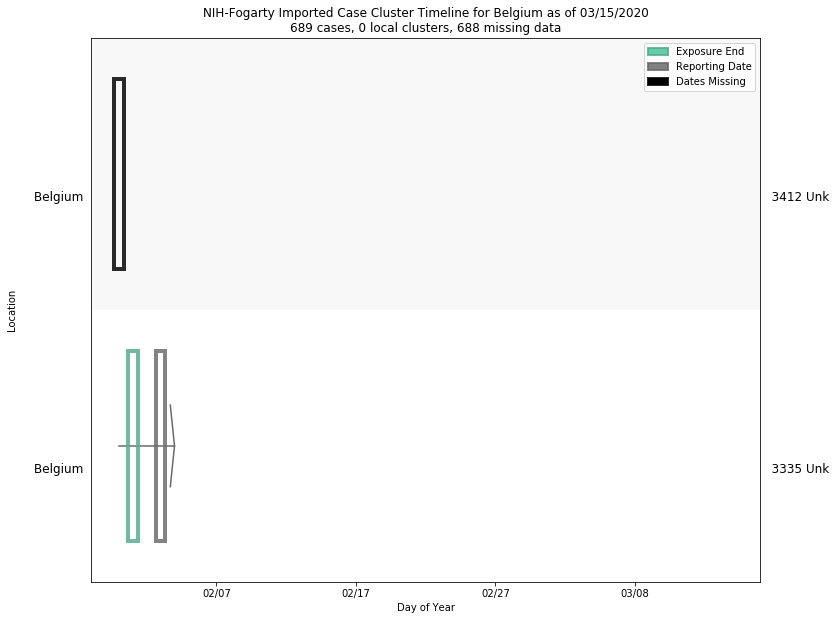 NIH-Fogarty Imported Case Cluster Timeline for Belgium as of 03/15/2020
689 cases, 0 local clusters, 688 missing data
Exposure End
Reporting Date
Dates Missing
Belgium
3412 Unk
Location
Belgium
3335 Unk
02/07
02/17
02/27
03/08
Day of Year